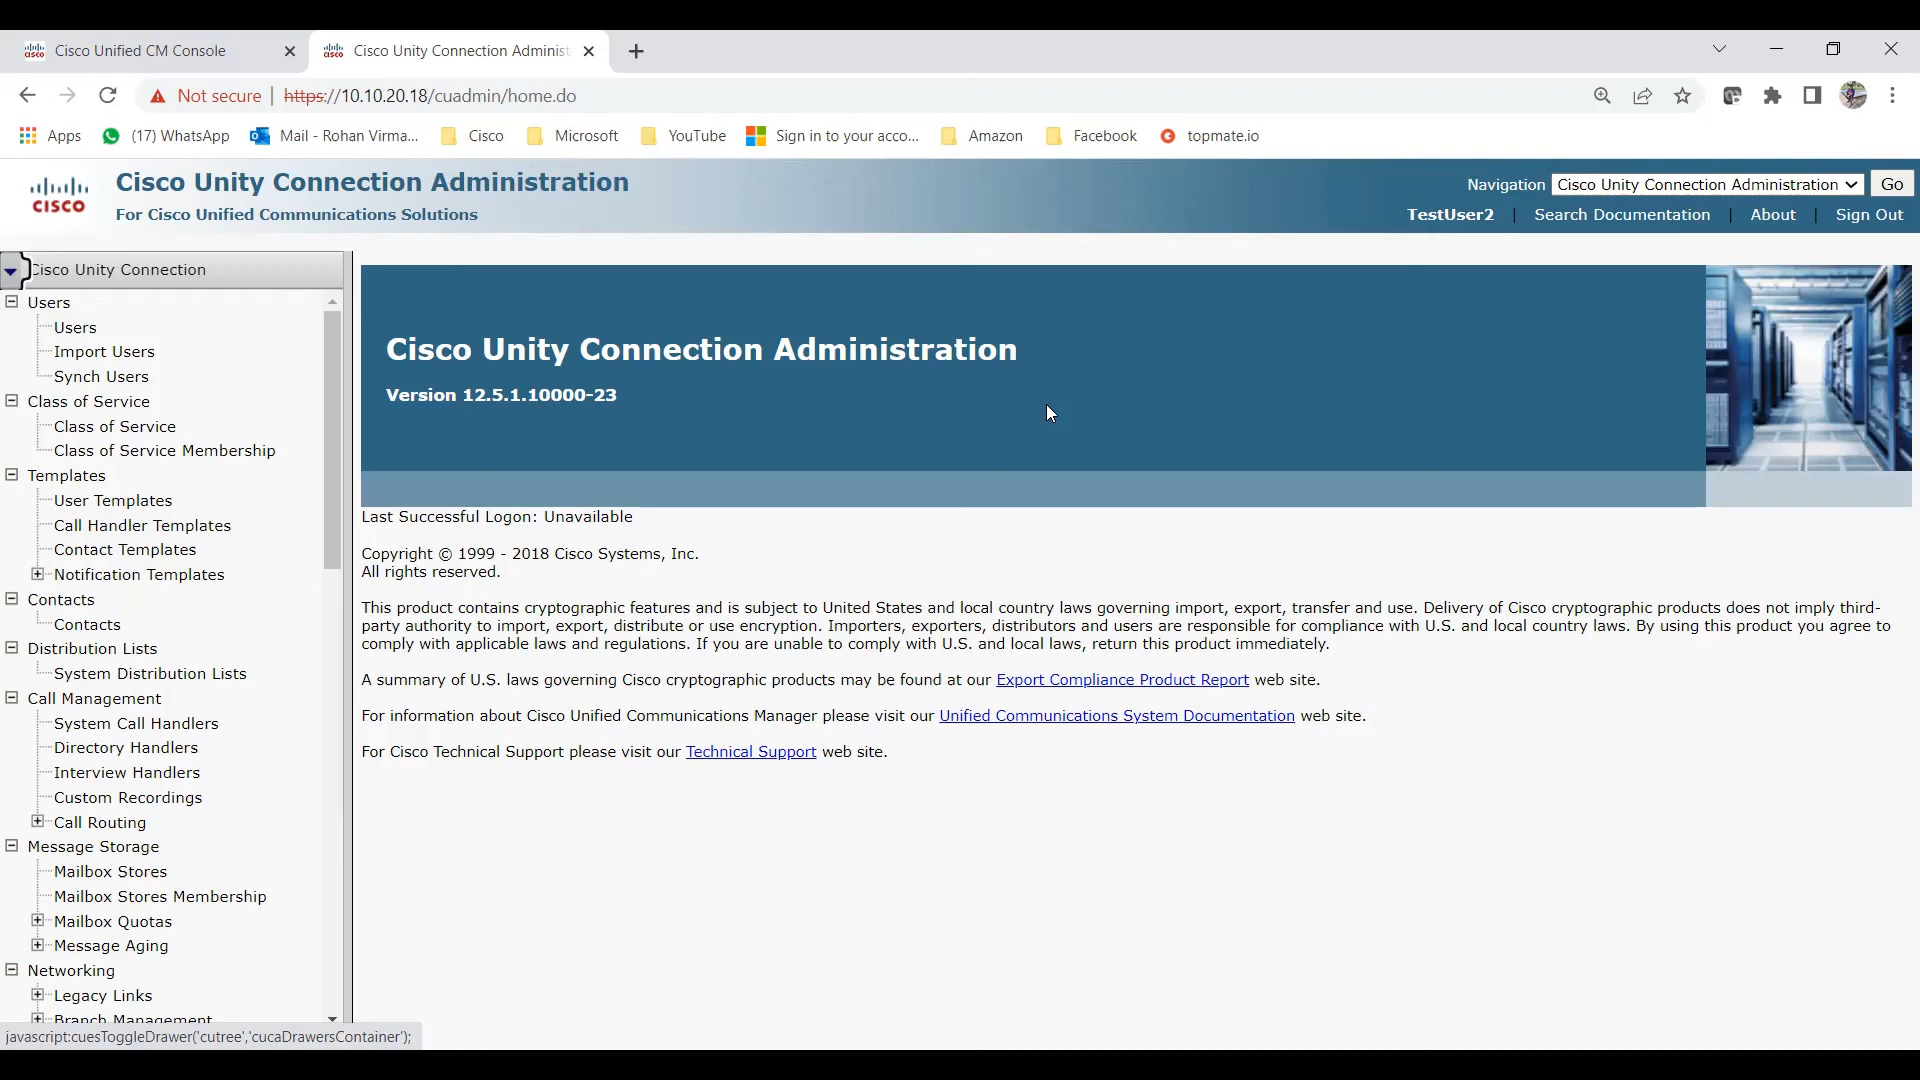 Cisco Unified CM Console
Cisco Unity Connection Administ
Not secure | https://10.10.20.18/cuadmin/home.do
Apps
(17) WhatsApp
Mail - Rohan Virma...
Cisco
Microsoft
YouTube
Sign in to your acco...
Amazon
Facebook
topmate.io
CISCO
Cisco Unity Connection Administration
For Cisco Unified Communications Solutions
Navigation Cisco Unity Connection Administration Go
TestUser2 | Search Documentation | About | Sign Out
Cisco Unity Connection
Users
Users
Import Users
Synch Users
Class of Service
Class of Service
Class of Service Membership
Templates
User Templates
Call Handler Templates
Contact Templates
Notification Templates
Contacts
Contacts
Distribution Lists
System Distribution Lists
Call Management
System Call Handlers
Directory Handlers
Interview Handlers
Custom Recordings
Call Routing
Message Storage
Mailbox Stores
Mailbox Stores Membership
Mailbox Quotas
Message Aging
Networking
Legacy Links
Branch Management
javascript:cuesToggleDrawer('cutree','cucaDrawersContainer');
Cisco Unity Connection Administration
Version 12.5.1.10000-23
Last Successful Logon: Unavailable
Copyright © 1999 - 2018 Cisco Systems, Inc.
All rights reserved.
This product contains cryptographic features and is subject to United States and local country laws governing import, export, transfer and use. Delivery of Cisco cryptographic products does not imply third-
party authority to import, export, distribute or use encryption. Importers, exporters, distributors and users are responsible for compliance with U.S. and local country laws. By using this product you agree to
comply with applicable laws and regulations. If you are unable to comply with U.S. and local laws, return this product immediately.
A summary of U.S. laws governing Cisco cryptographic products may be found at our Export Compliance Product Report web site.
For information about Cisco Unified Communications Manager please visit our Unified Communications System Documentation web site.
For Cisco Technical Support please visit our Technical Support web site.